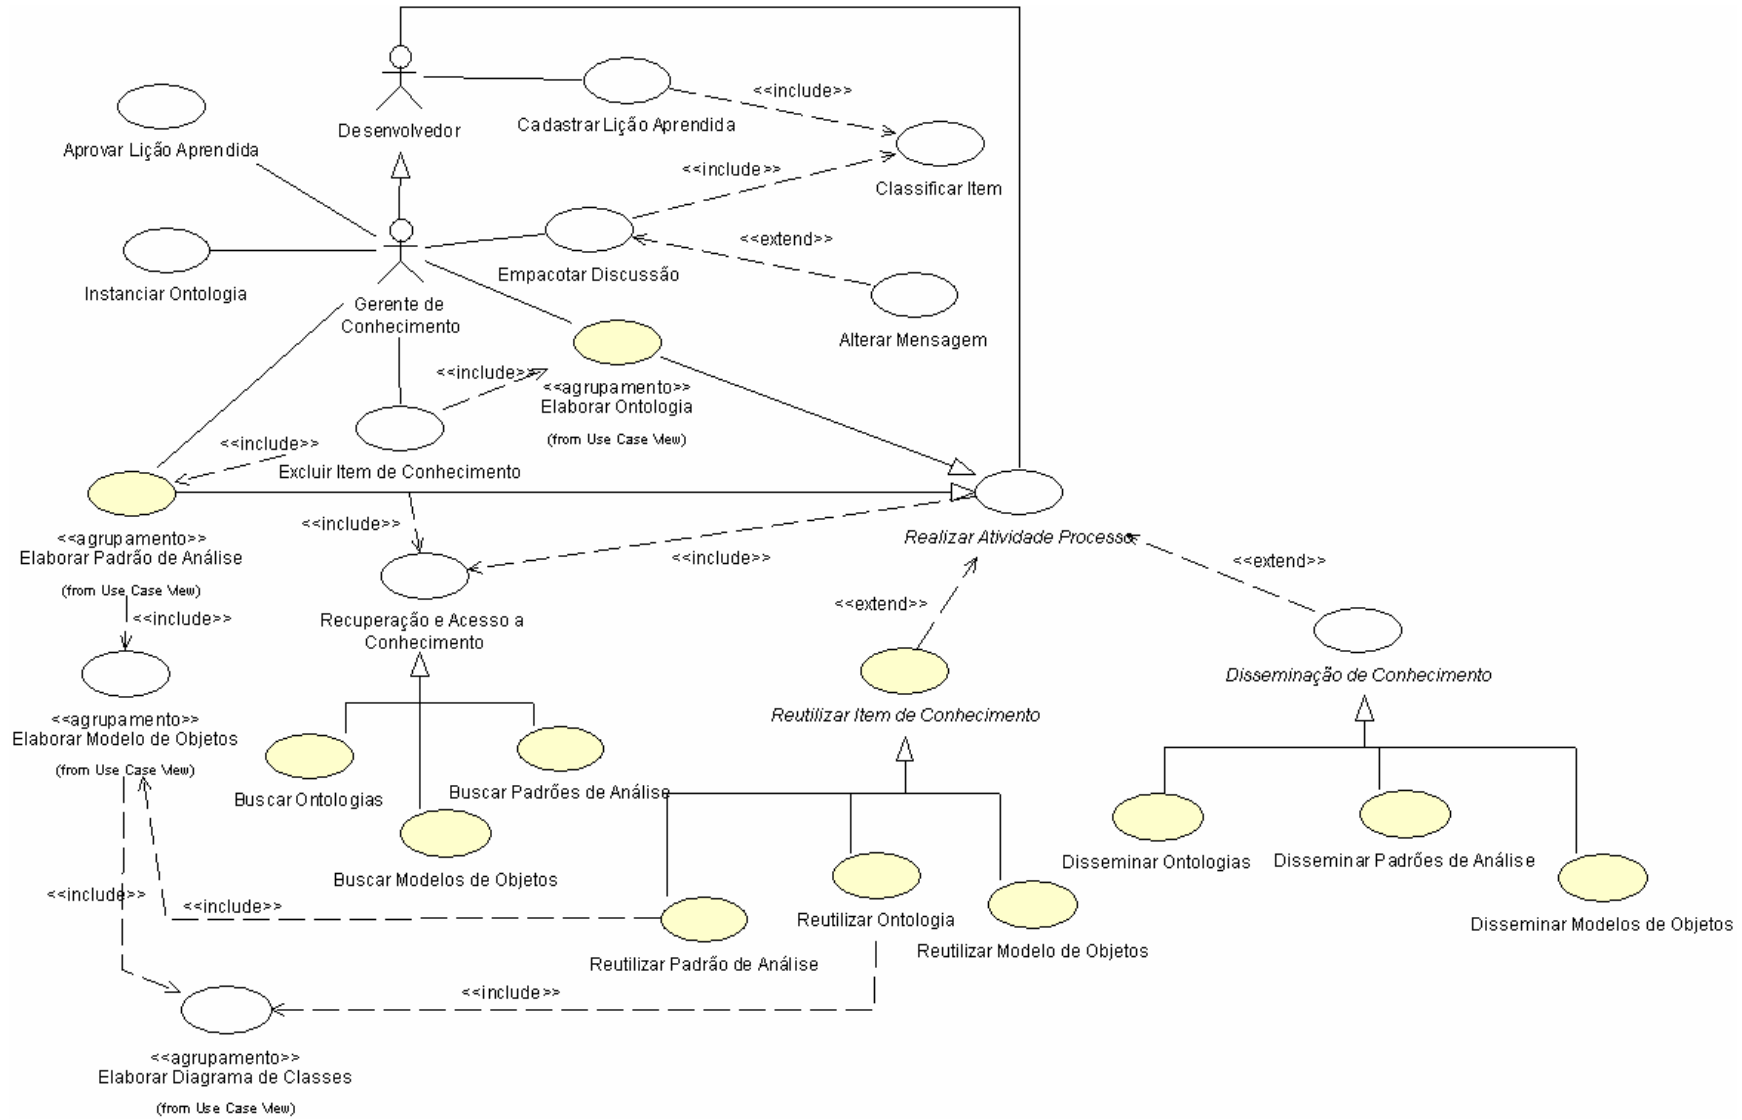 <<include>>
Desenvolvedor
Cadastrar Lição Aprendida
Aprovar Lição Aprendida
<<include>>
Classificar Item
<<extend>>
Empacotar Discussão
Instanciar Ontologia
Gerente de
Conhecimento
Alterar Mensagem
<<include>>
<<agrupamento>>
Elaborar Ontologia
(from Use Case View)
<<include>>
Excluir Item de Conhecimento
<<include>>
<<agrupamento>>
Elaborar Padrão de Análise
(from Use Case View)
Realizar Atividade Processo
<<include>>
<<extend>>
<<include>>
<<extend>>
Recuperação e Acesso a
Conhecimento
Disseminação de Conhecimento
<<agrupamento>>
Elaborar Modelo de Objetos
(from Use Case View)
Reutilizar Item de Conhecimento
Buscar Ontologias
Buscar Padrões de Análise
Buscar Modelos de Objetos
Disseminar Ontologias
Disseminar Padrões de Análise
Disseminar Modelos de Objetos
<<include>>
<<include>>
Reutilizar Ontologia
Reutilizar Modelo de Objetos
Reutilizar Padrão de Análise
<<include>>
<<agrupamento>>
Elaborar Diagrama de Classes
(from Use Case View)